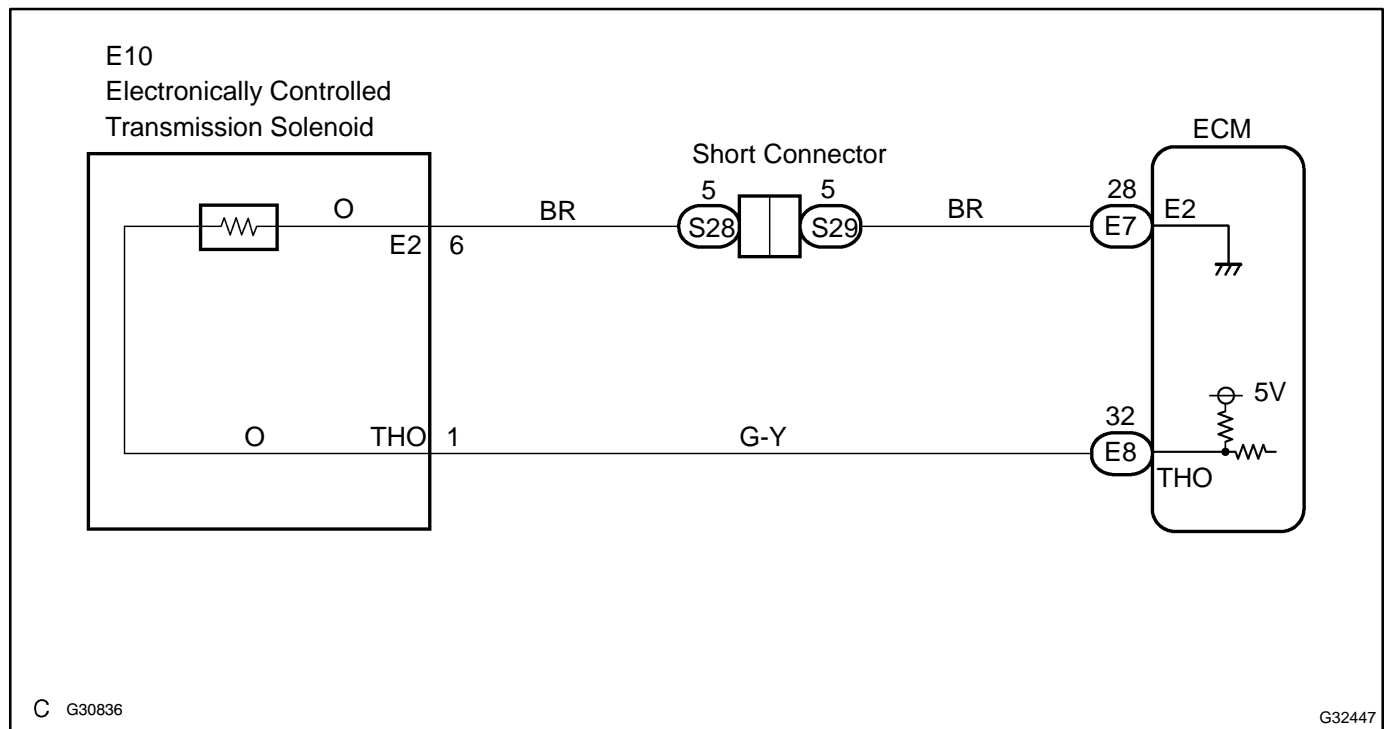 E10
Electronically Controlled
Transmission Solenoid
ECM
Short Connector
5 5 28
O BR S28 S29 BR E7 E2
E2 6
5V
32
O THO 1 G-Y E8
THO
C G30836 G32447